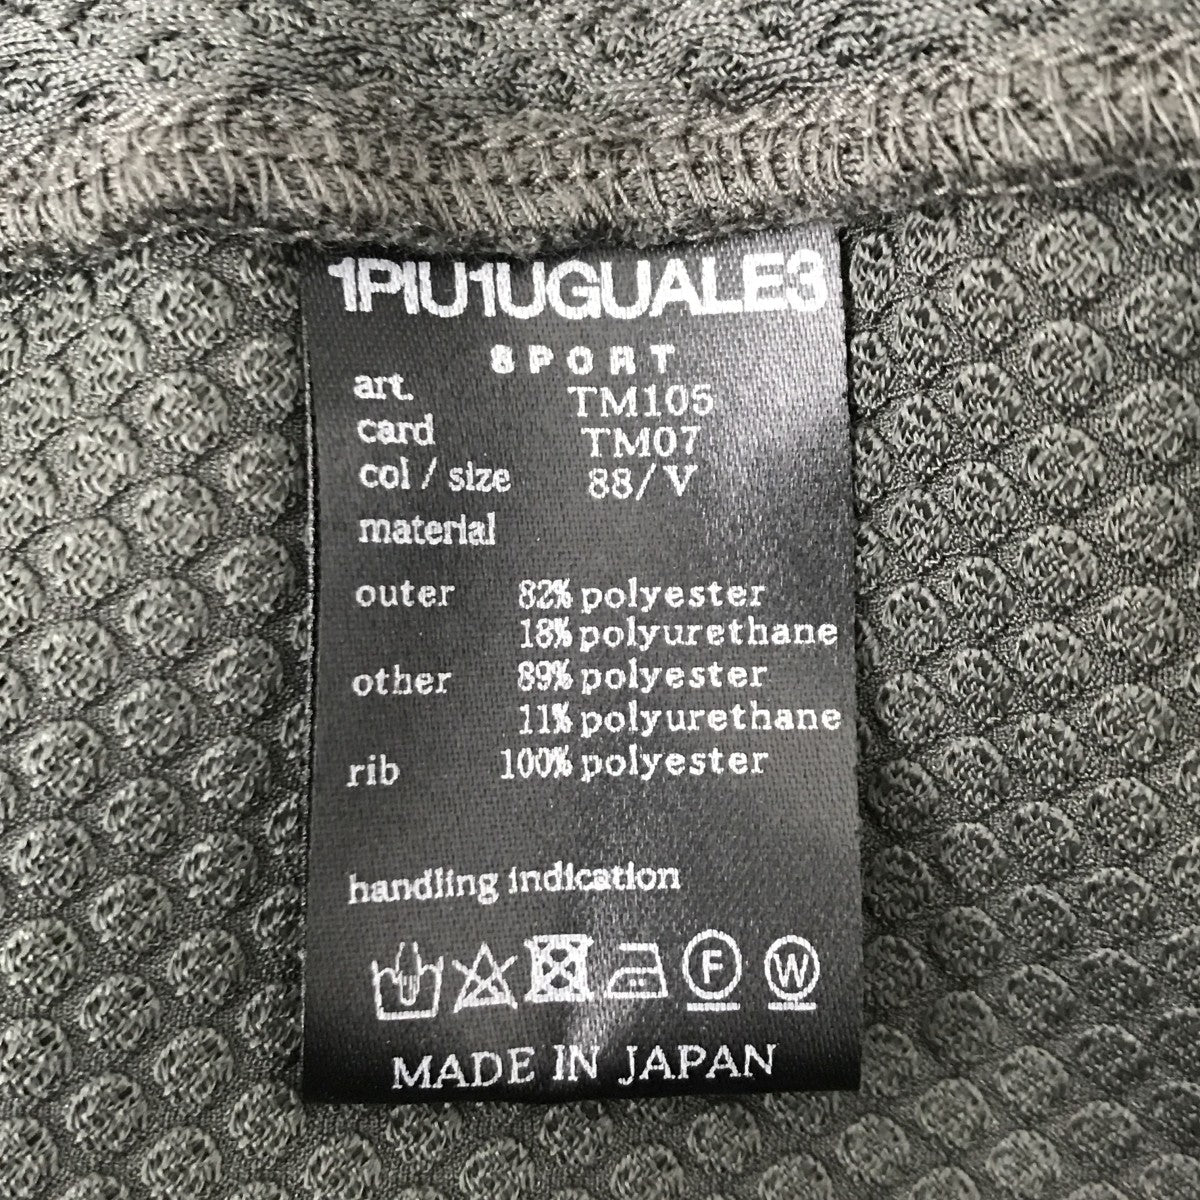 1PIU1UGUALE3
SPORT
art. TM105
card TM07
col / size 88/V
material
outer 82% polyester
18% polyurethane
other 89% polyester
11% polyurethane
rib 100% polyester
handling indication
F W
MADE IN JAPAN